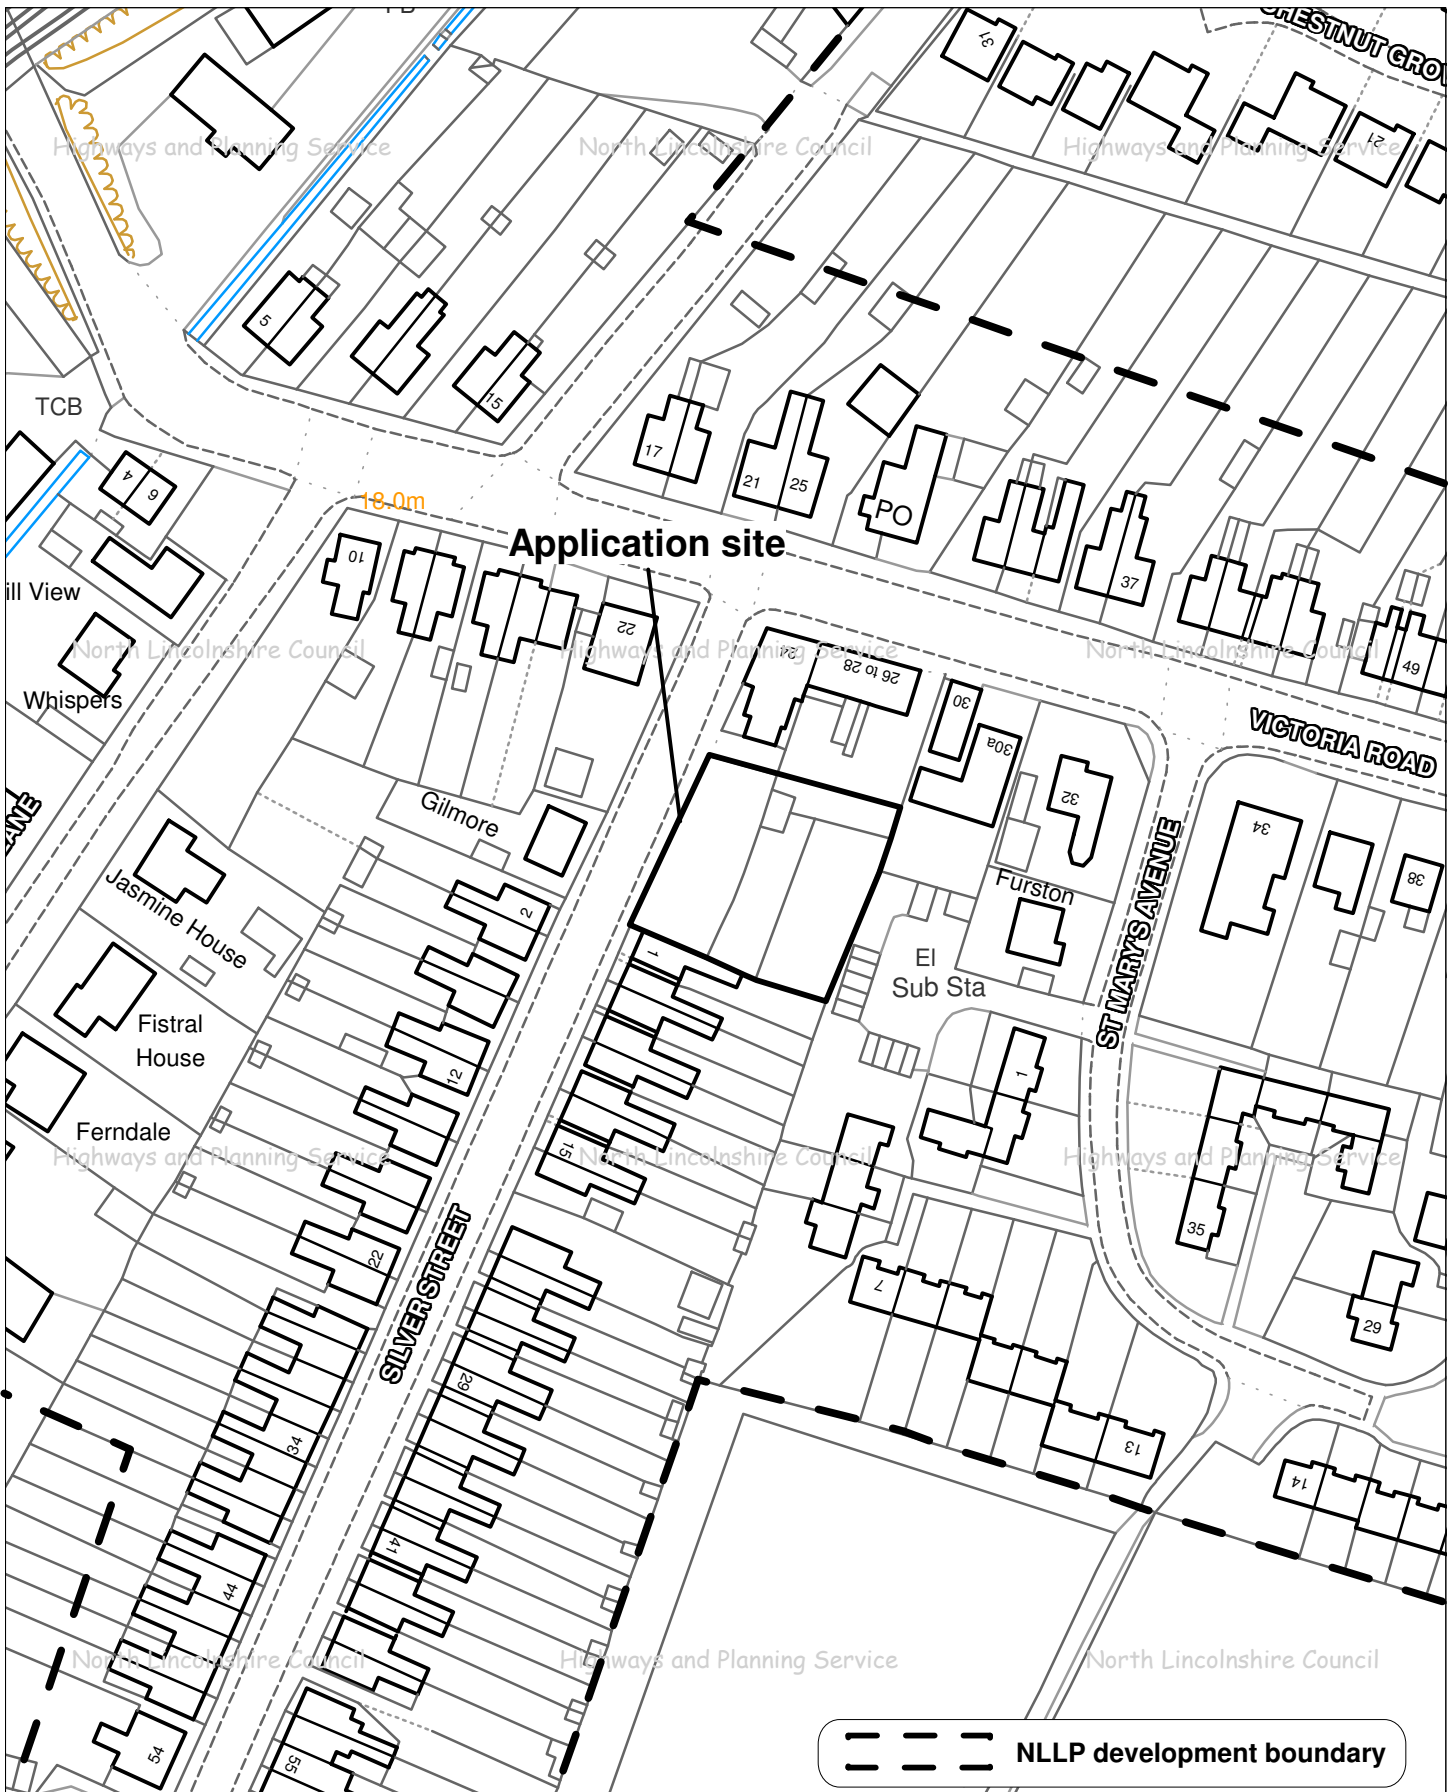 CHESTNUT GRO
31
21
Highways and Planning Service
North Lincolnshire Council
Highways and Planning Service
5
15
TCB
17
21
25
PO
4
6
18.0m
Application site
10
37
ill View
22
24
26 to 28
North Lincolnshire Council
Highways and Planning Service
North Lincolnshire Council
49
Whispers
30
30a
VICTORIA ROAD
32
34
38
Gilmore
ANE
Jasmine House
2
Furston
ST MARY'S AVENUE
1
El
Sub Sta
Fistral
House
12
1
Ferndale
15
Highways and Planning Service
North Lincolnshire Council
Highways and Planning Service
35
22
SILVER STREET
7
29
29
34
13
14
41
44
North Lincolnshire Council
Highways and Planning Service
North Lincolnshire Council
54
55
NLLP development boundary